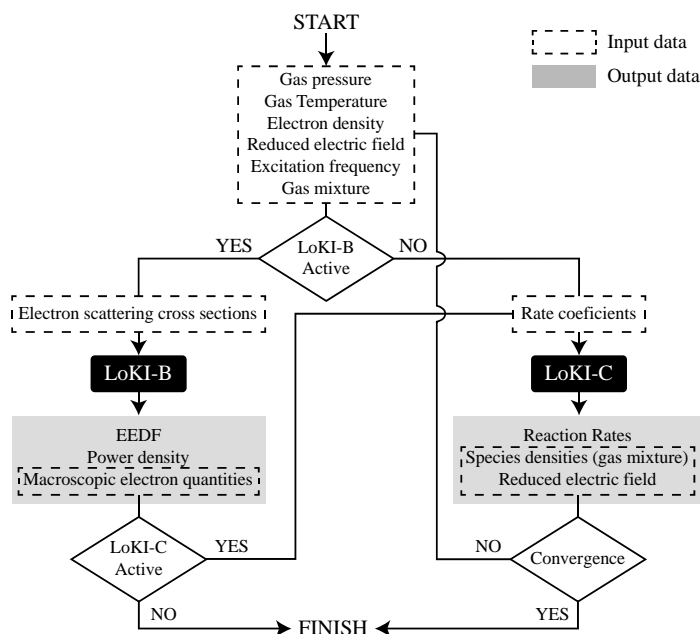 START
Input data
Output data
Gas pressure
Gas Temperature
Electron density
Reduced electric field
Excitation frequency
Gas mixture
YES
LoKI-B
Active
NO
Electron scattering cross sections
Rate coeficients
LoKI-B
LoKI-C
EEDF
Power density
Macroscopic electron quantities
Reaction Rates
Species densities (gas mixture)
Reduced electric field
LoKI-C
Active
YES
NO
Convergence
NO
FINISH
YES